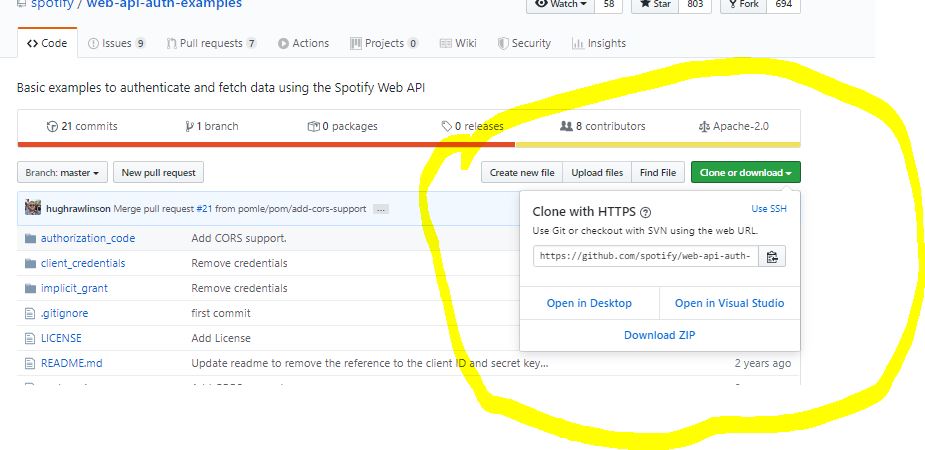 spotify / web-api-auth-examples
Watch 58 Star 803 Fork 694
Code Issues 9 Pull requests 7 Actions Projects 0 Wiki Security Insights
Basic examples to authenticate and fetch data using the Spotify Web API
21 commits 1 branch 0 packages 0 releases 8 contributors Apache-2.0
Branch: master New pull request Create new file Upload files Find File Clone or download
hughrawlinson Merge pull request #21 from pomle/pom/add-cors-support ...
Clone with HTTPS ? Use SSH
Use Git or checkout with SVN using the web URL.
https://github.com/spotify/web-api-auth-
Open in Desktop Open in Visual Studio
Download ZIP
authorization_code Add CORS support.
client_credentials Remove credentials
implicit_grant Remove credentials
.gitignore first commit
LICENSE Add License
README.md Update readme to remove the reference to the client ID and secret key... 2 years ago